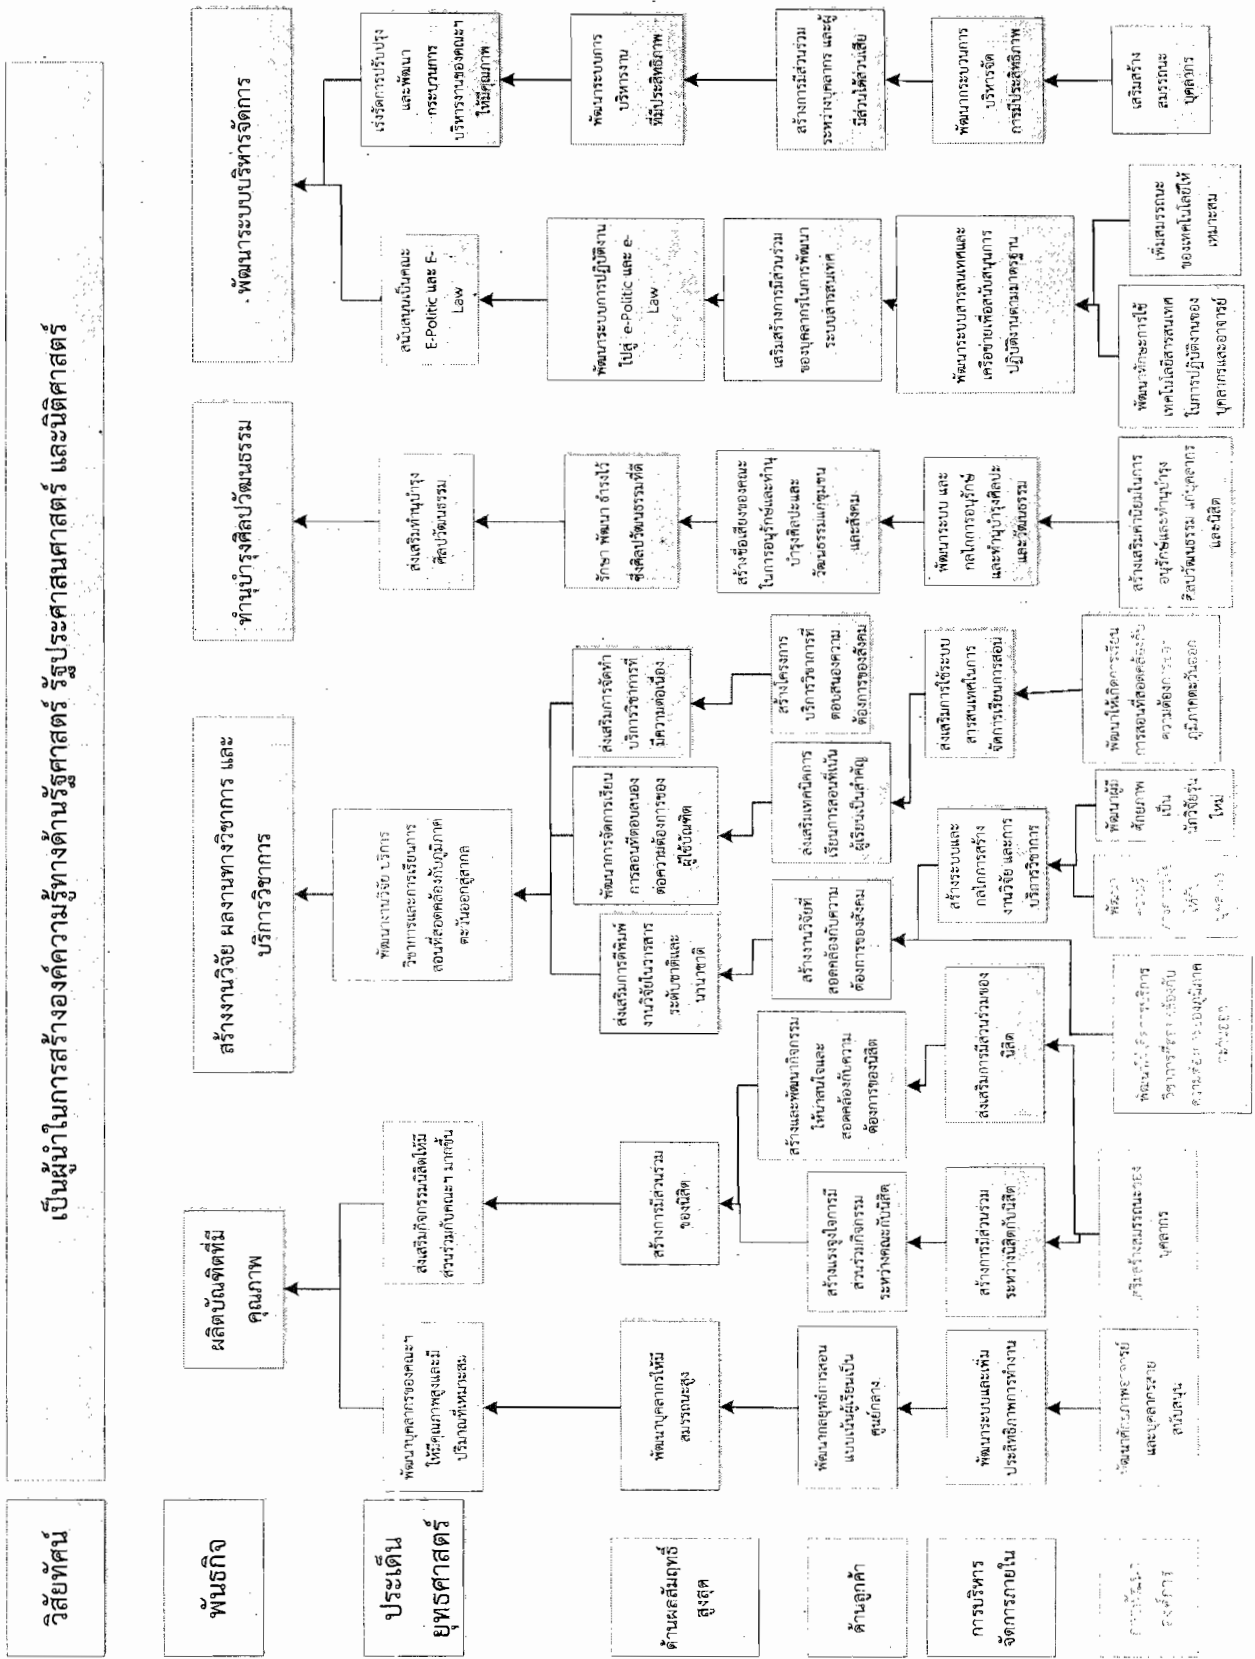 วิสัยทัศน์
เป็นผู้นำในการสร้างองค์ความรู้ทางด้านรัฐศาสตร์ รัฐประศาสนศาสตร์ และนิติศาสตร์
พันธกิจ
ผลิตบัณฑิตที่มี
คุณภาพ
สร้างงานวิจัย ผลงานทางวิชาการ และ
บริการวิชาการ
ทำนุบำรุงศิลปวัฒนธรรม
พัฒนาระบบบริหารจัดการ
ประเด็น
ยุทธศาสตร์
พัฒนาบุคลากรของคณะฯ
ให้มีคุณภาพสูงและมี
ปริมาณที่เหมาะสม
ส่งเสริมกิจกรรมนิสิตให้มี
ส่วนร่วมกับคณะฯ มากขึ้น
พัฒนางานวิจัย บริการ
วิชาการและการเรียนการ
สอนที่สอดคล้องกับภูมิภาค
ตะวันออกสู่สากล
ส่งเสริมทำนุบำรุง
ศิลปวัฒนธรรม
สนับสนุนเป็นคณะ
E-Politic และ E-
Law
เร่งรัดการปรับปรุง
และพัฒนา
กระบวนการ
บริหารงานของคณะฯ
ให้มีคุณภาพ
ด้านผลสัมฤทธิ์
สูงสุด
พัฒนาบุคลากรให้มี
สมรรถนะสูง
สร้างการมีส่วนร่วม
ของนิสิต
ส่งเสริมการตีพิมพ์
งานวิจัยในวารสาร
ระดับชาติและ
นานาชาติ
พัฒนาการจัดการเรียน
การสอนที่ตอบสนอง
ต่อความต้องการของ
ผู้ใช้บัณฑิต
ส่งเสริมการจัดทำ
บริการวิชาการที่
มีความต่อเนื่อง
รักษา พัฒนา ธำรงไว้
ซึ่งศิลปวัฒนธรรมที่ดี
พัฒนาระบบการปฏิบัติงาน
ไปสู่ e-Politic และ e-
Law
พัฒนาระบบการ
บริหารงาน
ที่มีประสิทธิภาพ
ด้านลูกค้า
พัฒนากลยุทธ์การสอน
แบบเน้นผู้เรียนเป็น
ศูนย์กลาง
สร้างแรงจูงใจการมี
ส่วนร่วมกิจกรรม
ระหว่างคณะกับนิสิต
สร้างและพัฒนากิจกรรม
ให้น่าสนใจและ
สอดคล้องกับความ
ต้องการของนิสิต
สร้างงานวิจัยที่
สอดคล้องกับความ
ต้องการของสังคม
ส่งเสริมเทคนิคการ
เรียนการสอนที่เน้น
ผู้เรียนเป็นสำคัญ
สร้างโครงการ
บริการวิชาการที่
ตอบสนองความ
ต้องการของสังคม
สร้างชื่อเสียงของคณะ
ในการอนุรักษ์และทำนุ
บำรุงศิลปะและ
วัฒนธรรมแก่ชุมชน
และสังคม
เสริมสร้างการมีส่วนร่วม
ของบุคลากรในการพัฒนา
ระบบสารสนเทศ
สร้างการมีส่วนร่วม
ระหว่างบุคลากร และผู้
มีส่วนได้ส่วนเสีย
การบริหาร
จัดการภายใน
พัฒนาระบบและเพิ่ม
ประสิทธิภาพการทำงาน
สร้างการมีส่วนร่วม
ระหว่างนิสิตกับนิสิต
ส่งเสริมการมีส่วนร่วมของ
นิสิต
สร้างระบบและ
กลไกการสร้าง
งานวิจัย และการ
บริการวิชาการ
ส่งเสริมการใช้ระบบ
สารสนเทศในการ
จัดการเรียนการสอน
พัฒนาระบบ และ
กลไกการอนุรักษ์
และทำนุบำรุงศิลปะ
และวัฒนธรรม
พัฒนาระบบสารสนเทศและ
เครือข่ายเพื่อสนับสนุนการ
ปฏิบัติงานตามมาตรฐาน
พัฒนากระบวนการ
บริหารจัด
การมีประสิทธิภาพ
องค์การ
พัฒนาศักยภาพอาจารย์
และบุคลากรสาย
สนับสนุน
เสริมสร้างสมรรถนะของ
บุคลากร
ความต้องการของภูมิภาค
ตะวันออก
พัฒนา
พัฒนาผู้มี
ศักยภาพ
เป็น
นักวิจัยรุ่น
ใหม่
พัฒนาให้เกิดการเรียน
การสอนที่สอดคล้องกับ
ความต้องการของ
ภูมิภาคตะวันออก
สร้างเสริมค่านิยมในการ
อนุรักษ์และทำนุบำรุง
ศิลปวัฒนธรรม แก่บุคลากร
และนิสิต
พัฒนาทักษะการใช้
เทคโนโลยีสารสนเทศ
ในการปฏิบัติงานของ
บุคลากรและอาจารย์
เพิ่มสมรรถนะ
ของเทคโนโลยีให้
เหมาะสม
เสริมสร้าง
สมรรถนะ
บุคลากร